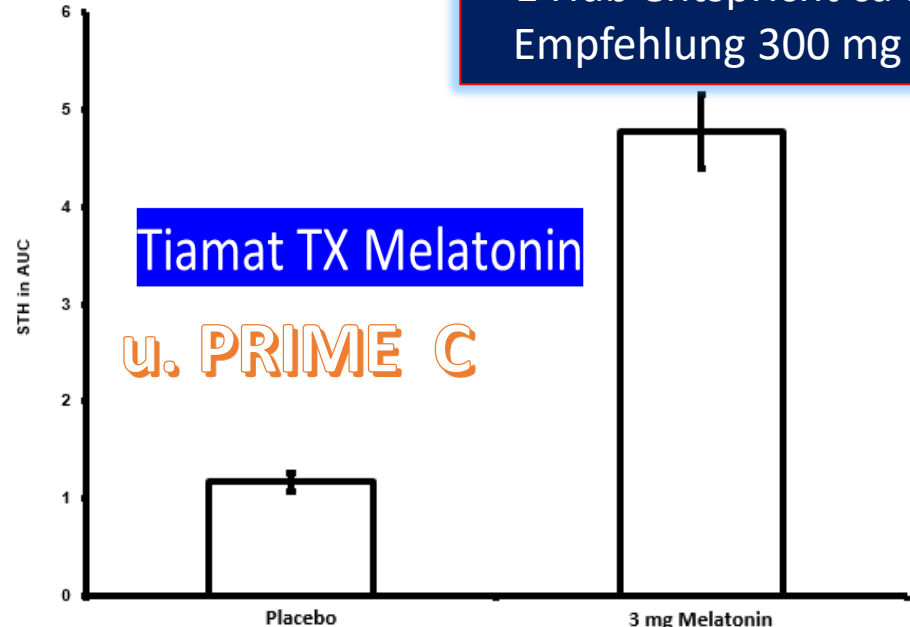 Empfehlung 300 mg
6
5
4
3
2
1
0
STH in AUC
Tiamat TX Melatonin
u. PRIME C
Placebo
3 mg Melatonin